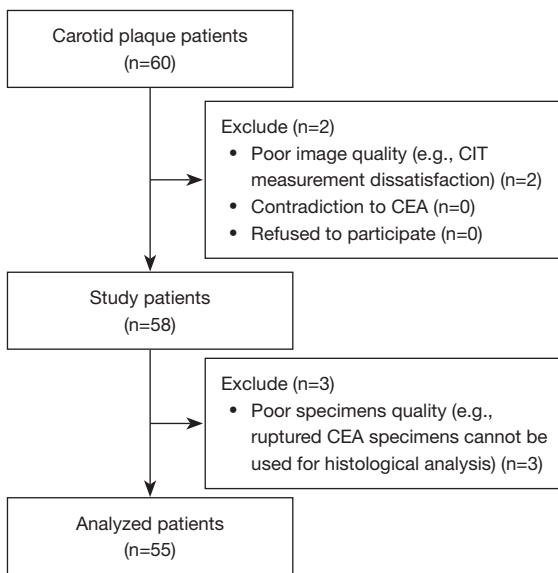 Carotid plaque patients
(n=60)
Exclude (n=2)
• Poor image quality (e.g., CIT
measurement dissatisfaction) (n=2)
• Contradiction to CEA (n=0)
• Refused to participate (n=0)
Study patients
(n=58)
Exclude (n=3)
• Poor specimens quality (e.g.,
ruptured CEA specimens cannot be
used for histological analysis) (n=3)
Analyzed patients
(n=55)